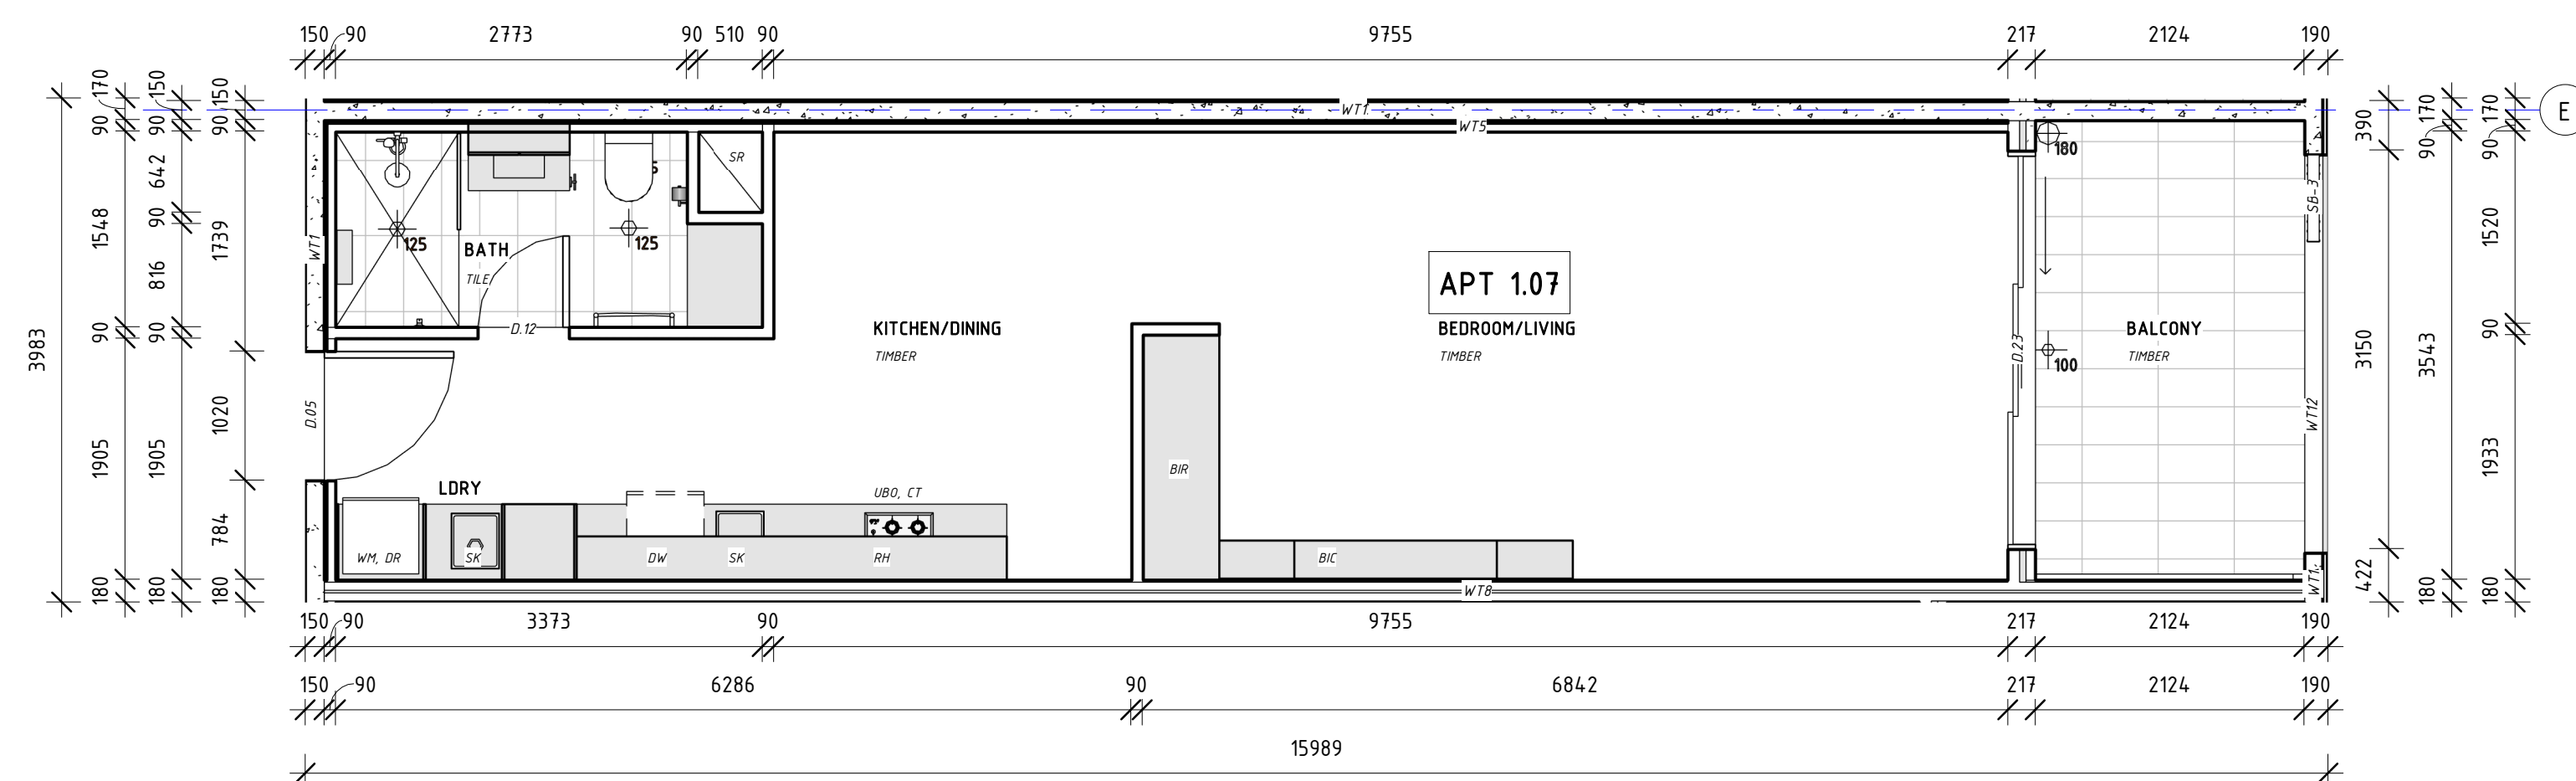 150 90 2773 90 510 90 9755 217 2124 190
170 150 150
90 90 90
642
1548 90 1739
816
90 90
3983
1020
1905 1905
784
180 180 180
WT1
WT5
WT1
SR
125
125
BATH
TILE
D.12
D.05
KITCHEN/DINING
TIMBER
APT 1.07
BEDROOM/LIVING
TIMBER
BALCONY
TIMBER
180
100
D.23
SB-3
WT12
E
LDRY
UBO, CT
BIR
WM, DR SK DW SK RH BIC
WT8
390 170 170
90 90
1520
3150 3543 90
1933
422 180 180
150 90 3373 90 9755 217 2124 190
150 90 6286 90 6842 217 2124 190
15989